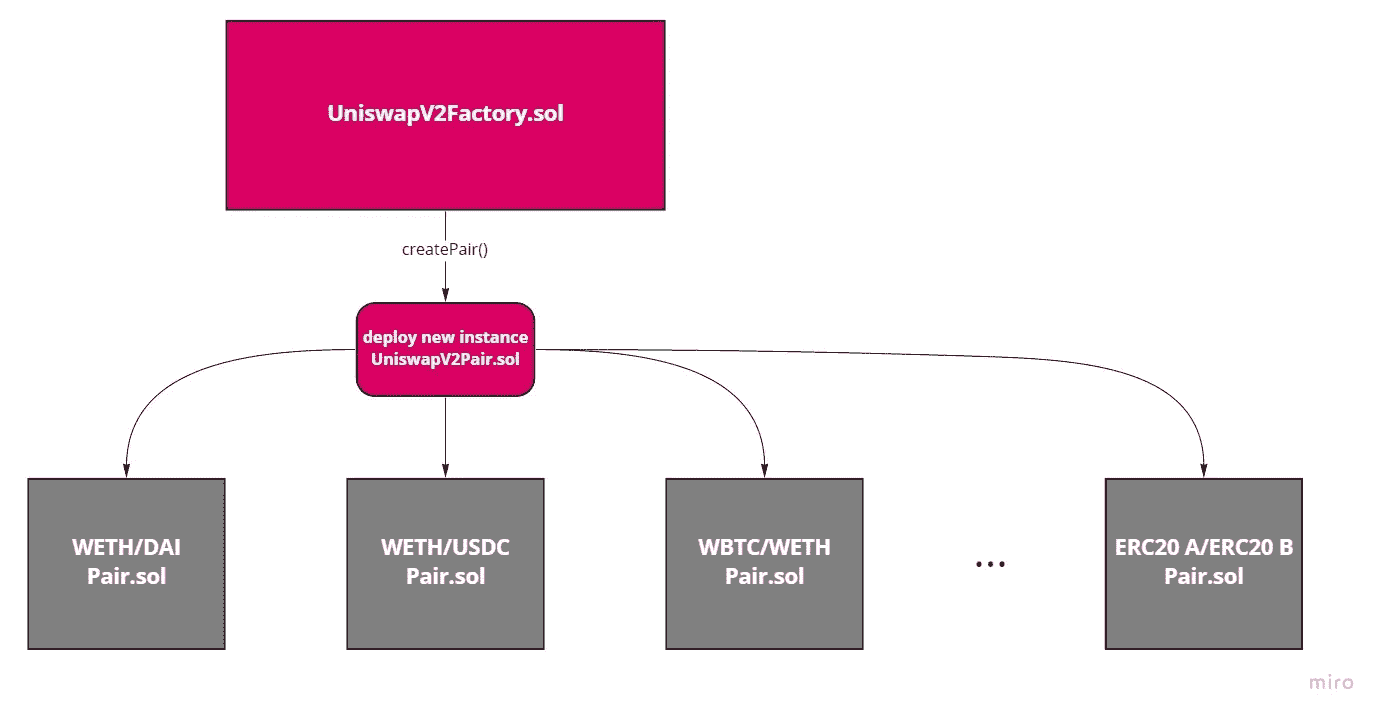 UniswapV2Factory.sol
createPair()
deploy new instance
UniswapV2Pair.sol
WETH/DAI
Pair.sol
WETH/USDC
Pair.sol
WBTC/WETH
Pair.sol
...
ERC20 A/ERC20 B
Pair.sol
miro